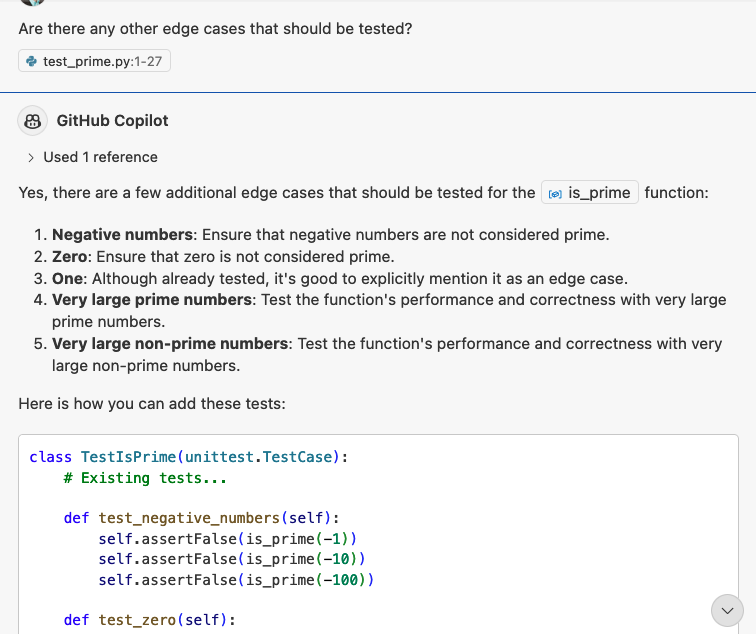 Are there any other edge cases that should be tested?
test_prime.py:1-27
GitHub Copilot
Used 1 reference
Yes, there are a few additional edge cases that should be tested for the is_prime function:
1. Negative numbers: Ensure that negative numbers are not considered prime.
2. Zero: Ensure that zero is not considered prime.
3. One: Although already tested, it's good to explicitly mention it as an edge case.
4. Very large prime numbers: Test the function's performance and correctness with very large
prime numbers.
5. Very large non-prime numbers: Test the function's performance and correctness with very
large non-prime numbers.
Here is how you can add these tests:
class TestIsPrime(unittest.TestCase):
    # Existing tests...
    def test_negative_numbers(self):
        self.assertFalse(is_prime(-1))
        self.assertFalse(is_prime(-10))
        self.assertFalse(is_prime(-100))
    def test_zero(self):